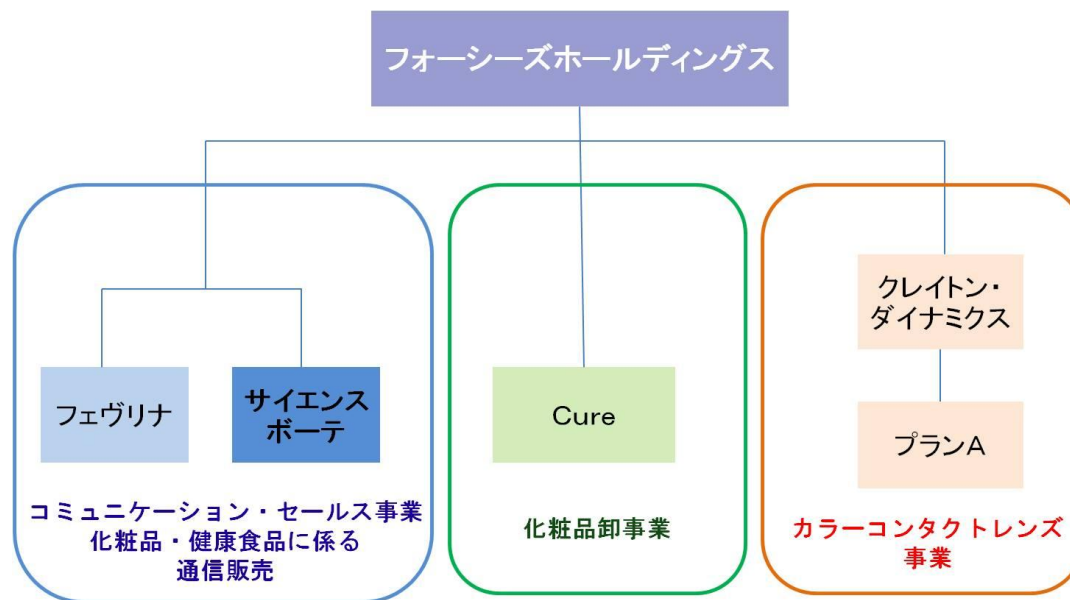 フォーシーズホールディングス
フェヴリナ
サイエンス
ボーテ
コミュニケーション・セールス事業
化粧品・健康食品に係る
通信販売
Cure
化粧品卸事業
クレイトン・
ダイナミクス
プランA
カラーコンタクトレンズ
事業